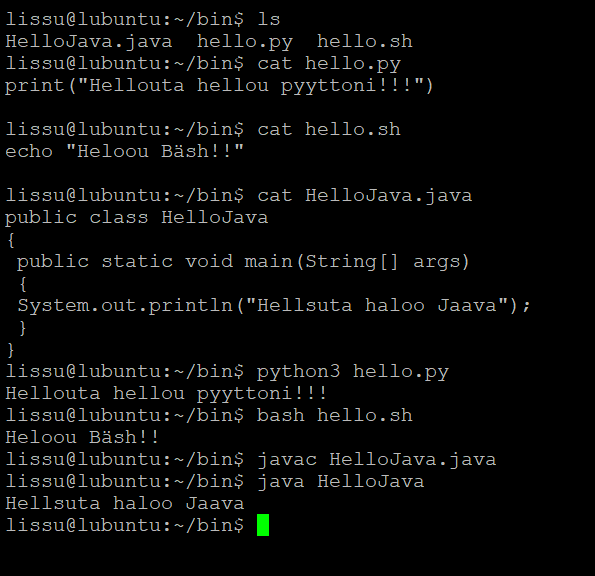 lissu@lubuntu:~/bin$ ls
HelloJava.java  hello.py  hello.sh
lissu@lubuntu:~/bin$ cat hello.py
print("Hellouta hellou pyyttoni!!!")
lissu@lubuntu:~/bin$ cat hello.sh
echo "Heloou Bäsh!!"
lissu@lubuntu:~/bin$ cat HelloJava.java
public class HelloJava
{
 public static void main(String[] args)
 {
 System.out.println("Hellsuta haloo Jaava");
 }
}
lissu@lubuntu:~/bin$ python3 hello.py
Hellouta hellou pyyttoni!!!
lissu@lubuntu:~/bin$ bash hello.sh
Heloou Bäsh!!
lissu@lubuntu:~/bin$ javac HelloJava.java
lissu@lubuntu:~/bin$ java HelloJava
Hellsuta haloo Jaava
lissu@lubuntu:~/bin$